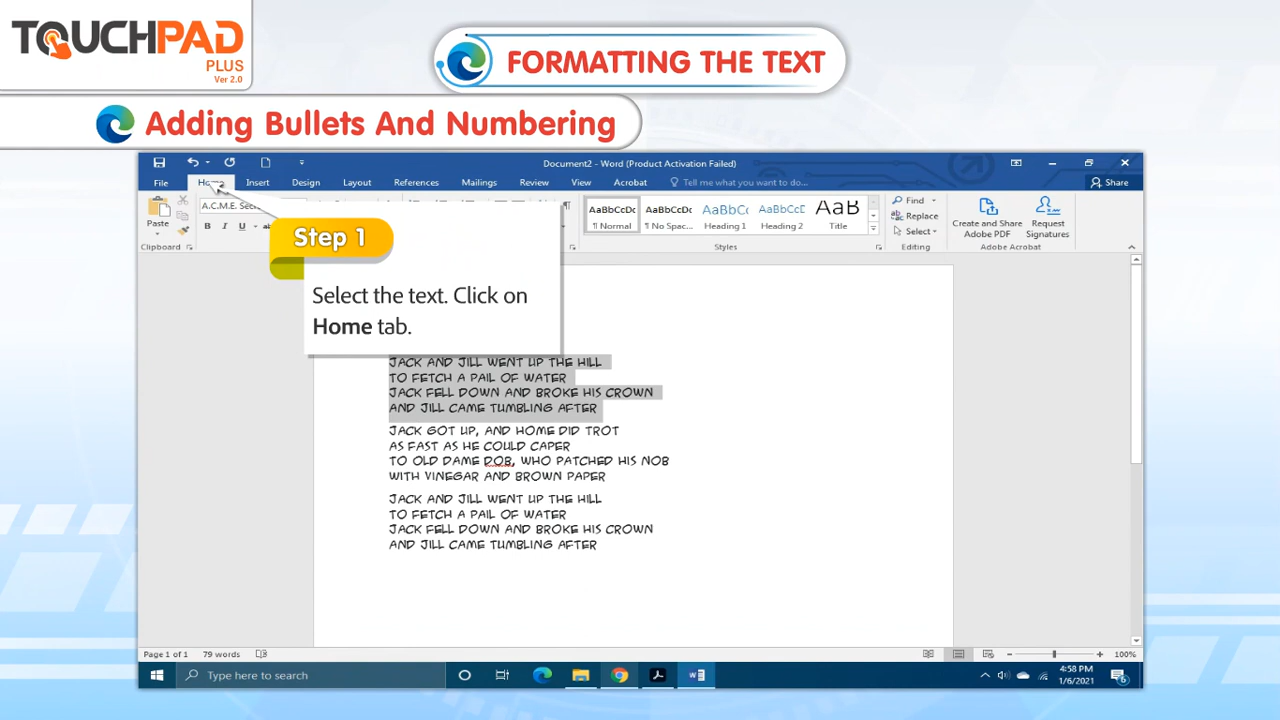 TOUCHPAD
PLUS
Ver 2.0
FORMATTING THE TEXT
Adding Bullets And Numbering
Document2 - Word (Product Activation Failed)
File Home Insert Design Layout References Mailings Review View Acrobat Tell me what you want to do... Share
Paste
Clipboard
A.C.M.E. Sec
B I U
Step 1
Select the text. Click on
Home tab.
AaBbCcDc AaBbCcDc AaBbCc AaBbCcD AaB
¶ Normal ¶ No Spac... Heading 1 Heading 2 Title
Styles
Find
Replace
Select
Editing
Create and Share
Adobe PDF
Request
Signatures
Adobe Acrobat
JACK AND JILL WENT UP THE HILL
TO FETCH A PAIL OF WATER
JACK FELL DOWN AND BROKE HIS CROWN
AND JILL CAME TUMBLING AFTER
JACK GOT UP, AND HOME DID TROT
AS FAST AS HE COULD CAPER
TO OLD DAME DOB, WHO PATCHED HIS NOB
WITH VINEGAR AND BROWN PAPER
JACK AND JILL WENT UP THE HILL
TO FETCH A PAIL OF WATER
JACK FELL DOWN AND BROKE HIS CROWN
AND JILL CAME TUMBLING AFTER
Page 1 of 1 79 words 100%
Type here to search
4:58 PM
1/6/2021